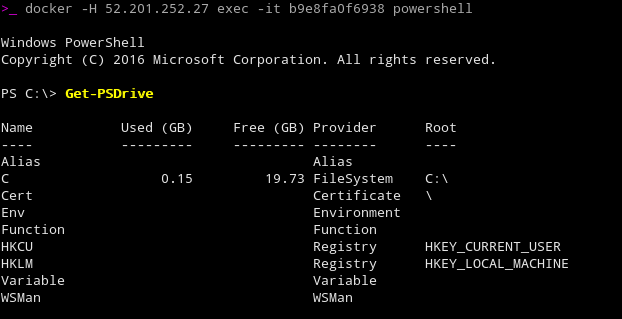 >_ docker -H 52.201.252.27 exec -it b9e8fa0f6938 powershell
Windows PowerShell
Copyright (C) 2016 Microsoft Corporation. All rights reserved.
PS C:\> Get-PSDrive
Name           Used (GB)     Free (GB) Provider      Root
----           ---------     --------- --------      ----
Alias                                  Alias
C                   0.15         19.73 FileSystem    C:\
Cert                                   Certificate   \
Env                                    Environment
Function                               Function
HKCU                                   Registry      HKEY_CURRENT_USER
HKLM                                   Registry      HKEY_LOCAL_MACHINE
Variable                               Variable
WSMan                                  WSMan